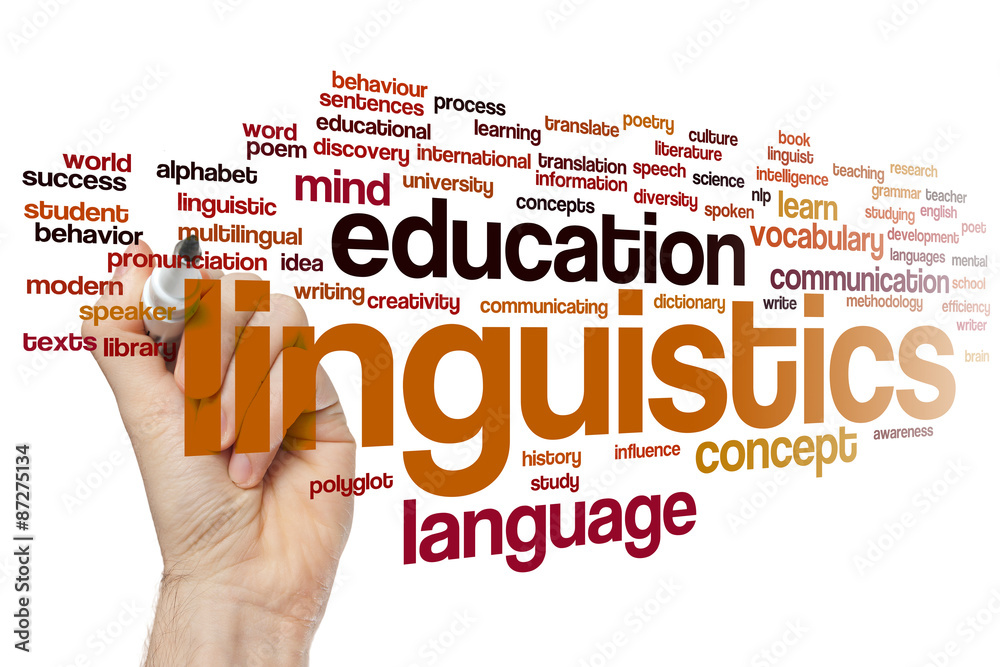 behaviour
sentences
process
word
educational
learning
translate
poetry
culture
book
world
poem
discovery
international
translation
speech
literature
linguist
success
alphabet
mind
university
information
science
intelligence
teaching
research
student
linguistic
concepts
diversity
spoken
nlp
learn
grammar
teacher
behavior
multilingual
education
vocabulary
studying
english
pronunciation
idea
development
poet
languages
mental
modern
writing
creativity
communicating
dictionary
write
communication
school
speaker
methodology
efficiency
texts
library
linguistics
writer
brain
polyglot
history
influence
concept
awareness
study
language
Adobe Stock | #87275134
© Adobe Stock